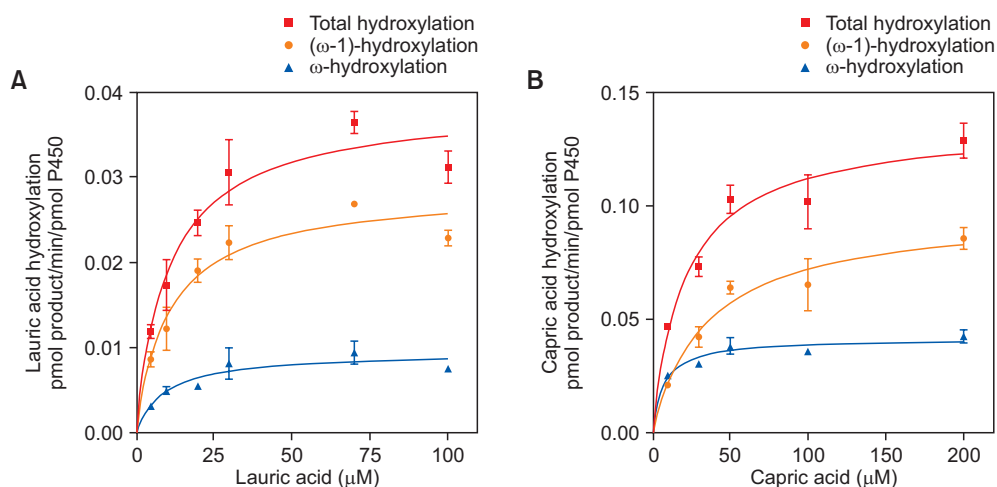 Total hydroxylation
(ω-1)-hydroxylation
ω-hydroxylation
A
Lauric acid hydroxylation
pmol product/min/pmol P450
0.04
0.03
0.02
0.01
0.00
0
25
50
75
100
Lauric acid (μM)
Total hydroxylation
(ω-1)-hydroxylation
ω-hydroxylation
B
Capric acid hydroxylation
pmol product/min/pmol P450
0.15
0.10
0.05
0.00
0
50
100
150
200
Capric acid (μM)